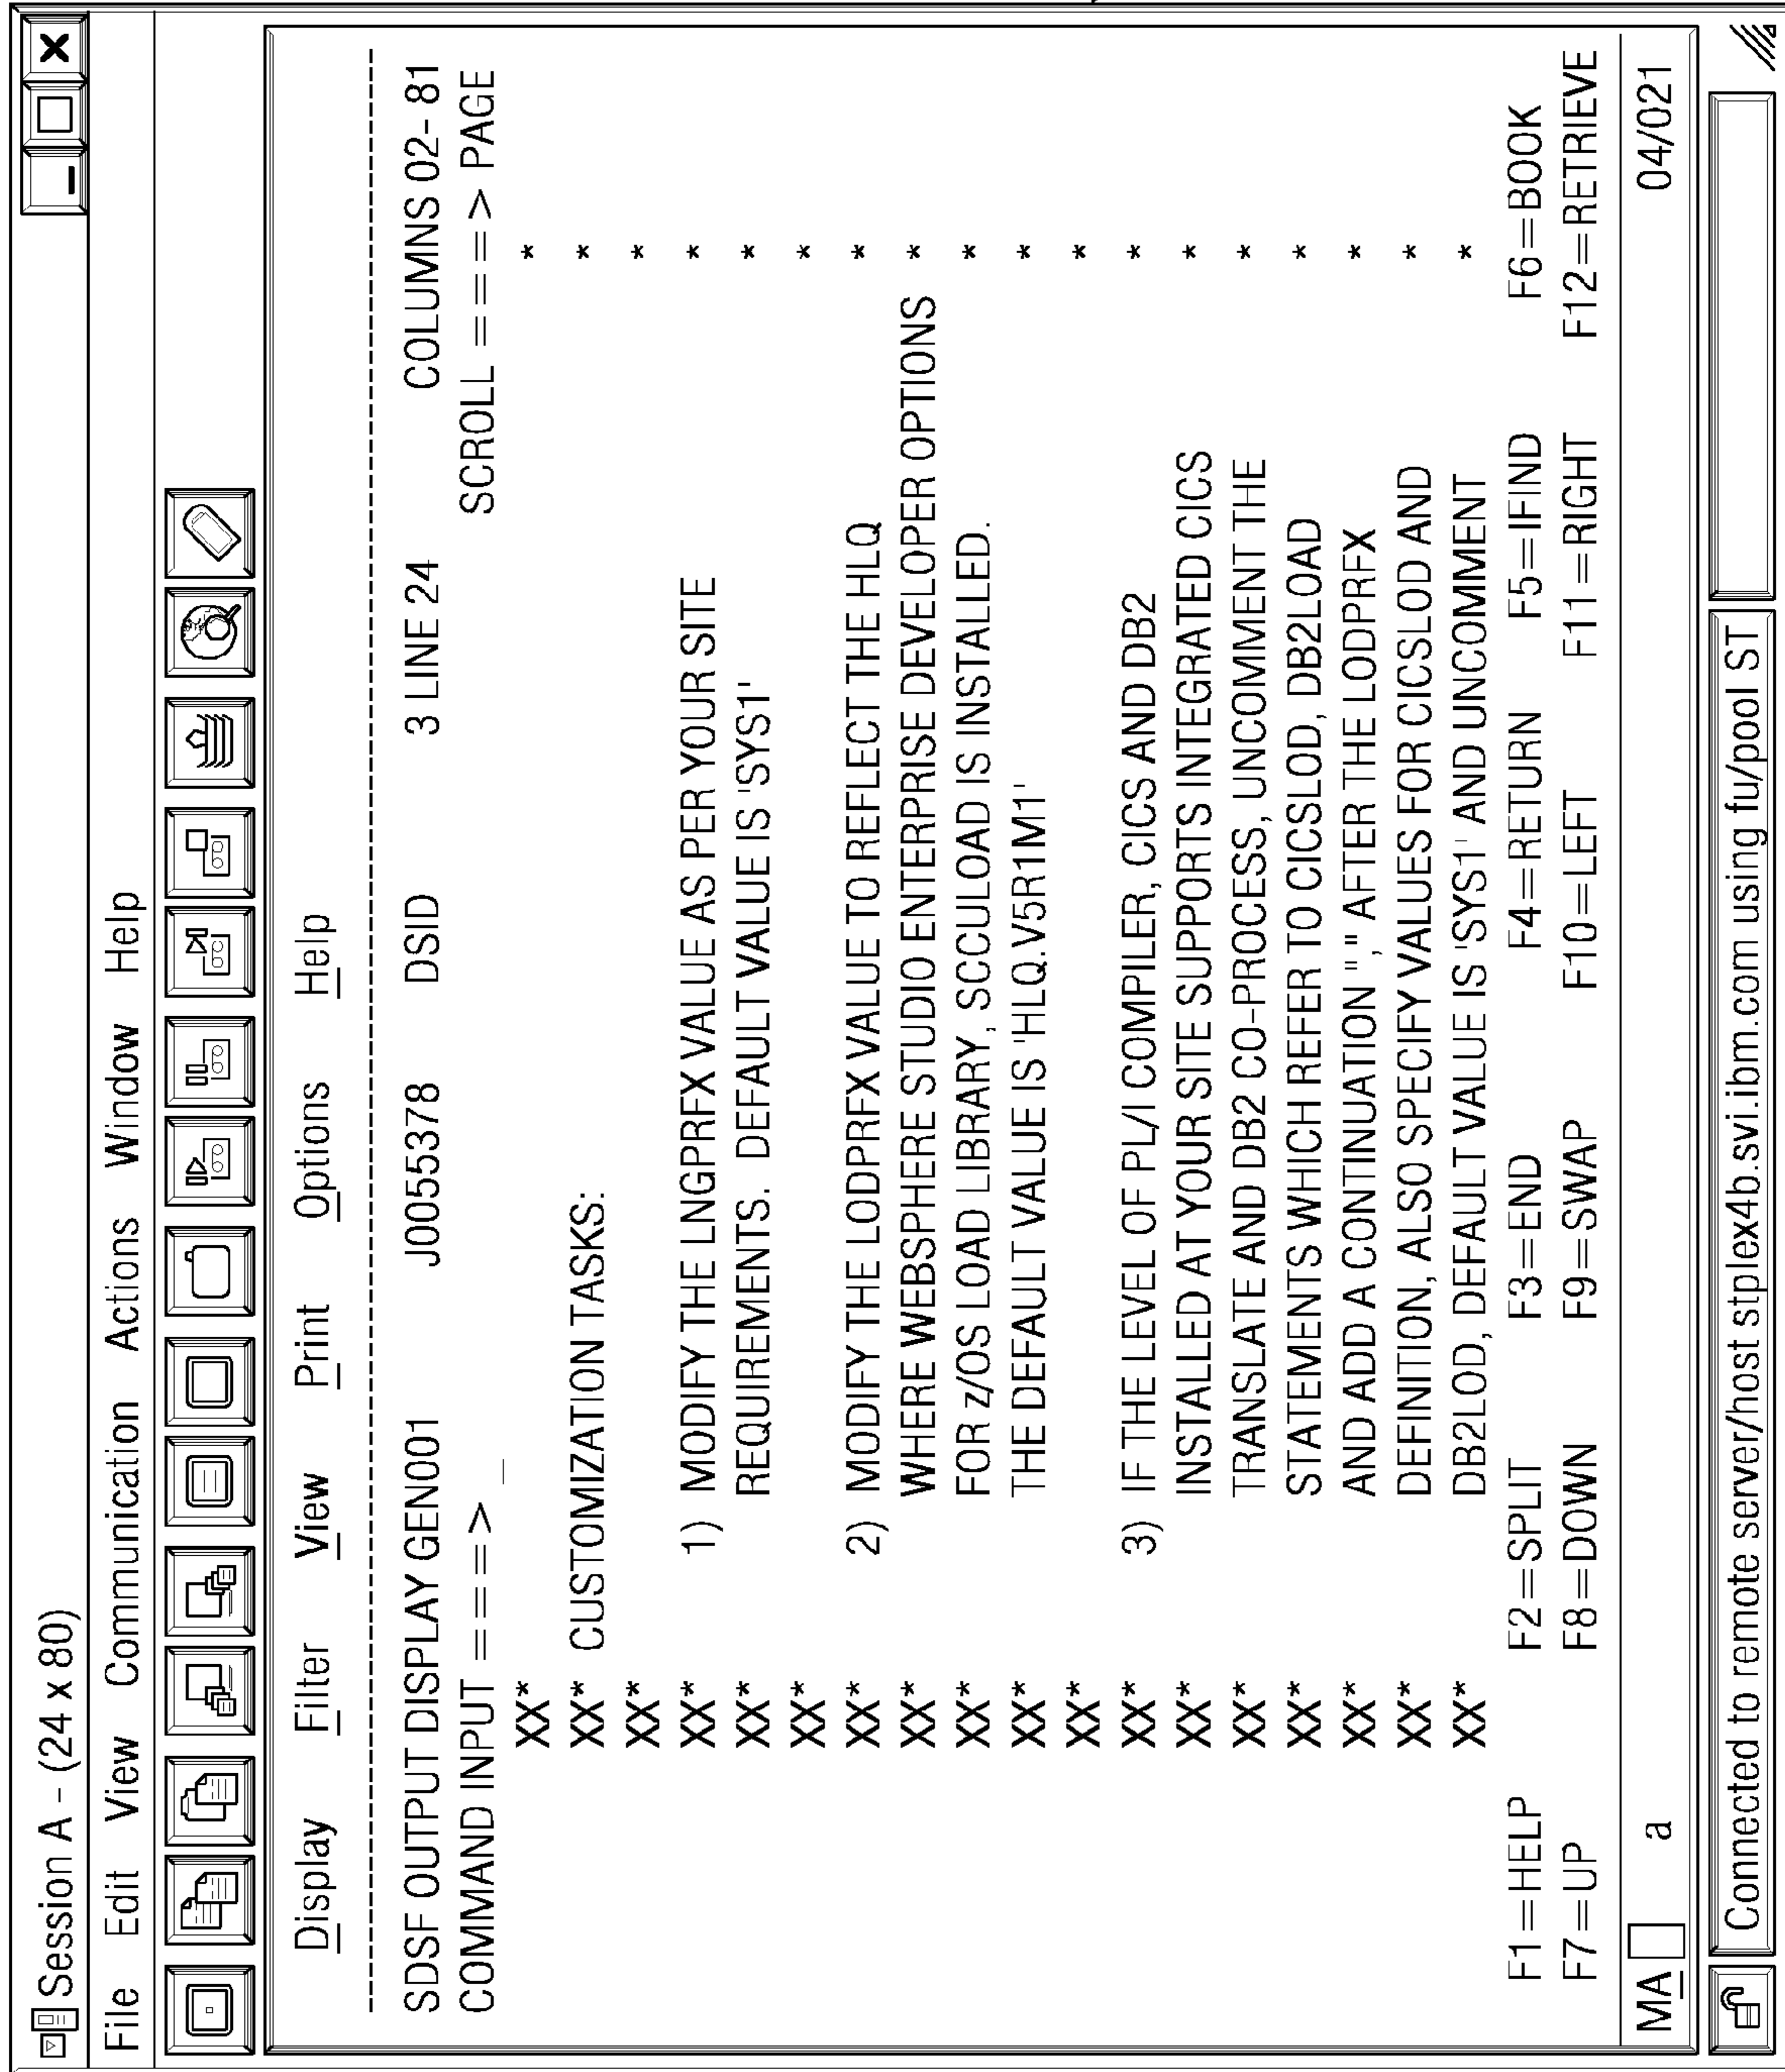 Session A - (24 x 80)
File Edit View Communication Actions Window Help
Display Filter View Print Options Help
SDSF OUTPUT DISPLAY GEN001 J0055378 DSID 3 LINE 24 COLUMNS 02- 81
COMMAND INPUT ====> _ SCROLL ====> PAGE
XX* *
XX* CUSTOMIZATION TASKS: *
XX* *
XX* 1) MODIFY THE LNGPRFX VALUE AS PER YOUR SITE *
XX* REQUIREMENTS. DEFAULT VALUE IS 'SYS1' *
XX* *
XX* 2) MODIFY THE LODPRFX VALUE TO REFLECT THE HLQ *
XX* WHERE WEBSPHERE STUDIO ENTERPRISE DEVELOPER OPTIONS *
XX* FOR z/OS LOAD LIBRARY, SCCULOAD IS INSTALLED. *
XX* THE DEFAULT VALUE IS 'HLQ.V5R1M1' *
XX* *
XX* 3) IF THE LEVEL OF PL/I COMPILER, CICS AND DB2 *
XX* INSTALLED AT YOUR SITE SUPPORTS INTEGRATED CICS *
XX* TRANSLATE AND DB2 CO-PROCESS, UNCOMMENT THE *
XX* STATEMENTS WHICH REFER TO CICSLOD, DB2LOAD *
XX* AND ADD A CONTINUATION "," AFTER THE LODPRFX *
XX* DEFINITION, ALSO SPECIFY VALUES FOR CICSLOD AND *
XX* DB2LOD, DEFAULT VALUE IS 'SYS1' AND UNCOMMENT *
F1=HELP F2=SPLIT F3=END F4=RETURN F5=IFIND F6=BOOK
F7=UP F8=DOWN F9=SWAP F10=LEFT F11=RIGHT F12=RETRIEVE
MA a 04/021
Connected to remote server/host stplex4b.svi.ibm.com using fu/pool ST